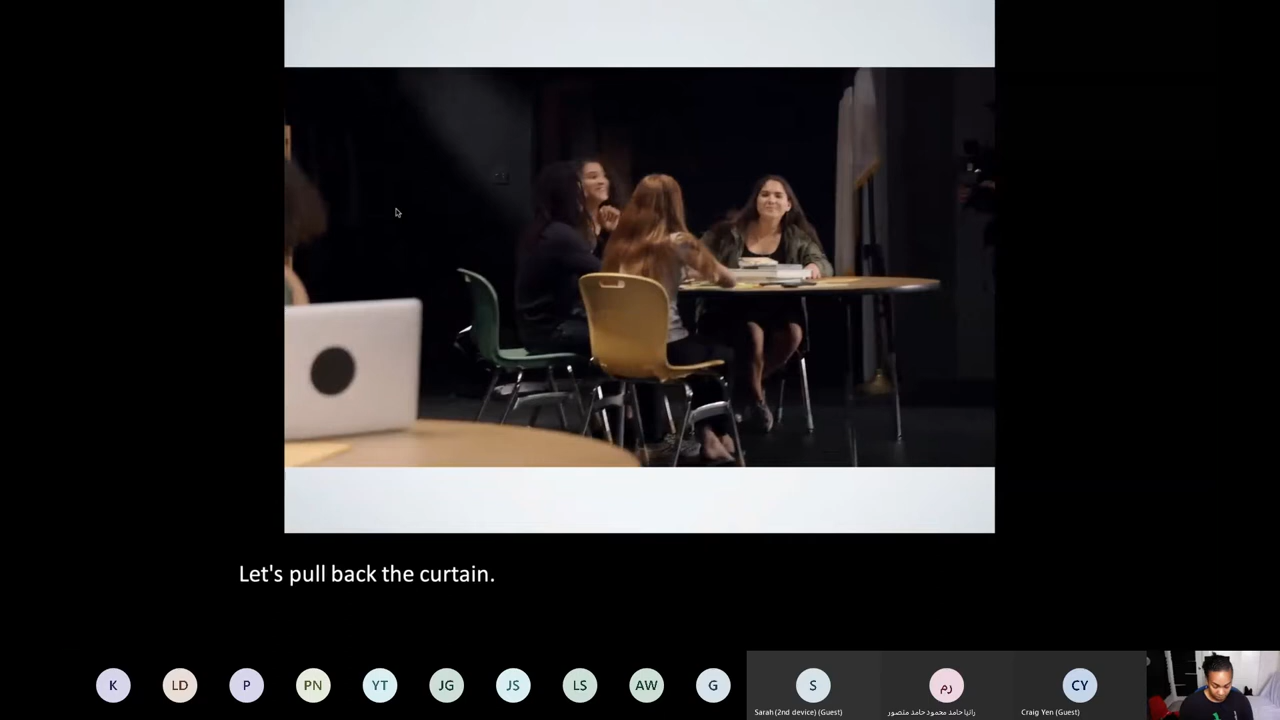 Let's pull back the curtain.
K
LD
P
PN
YT
JG
JS
LS
AW
G
S
رم
CY
Sarah (2nd device) (Guest)
رانيا حامد محمود حامد منصور
Craig Yen (Guest)